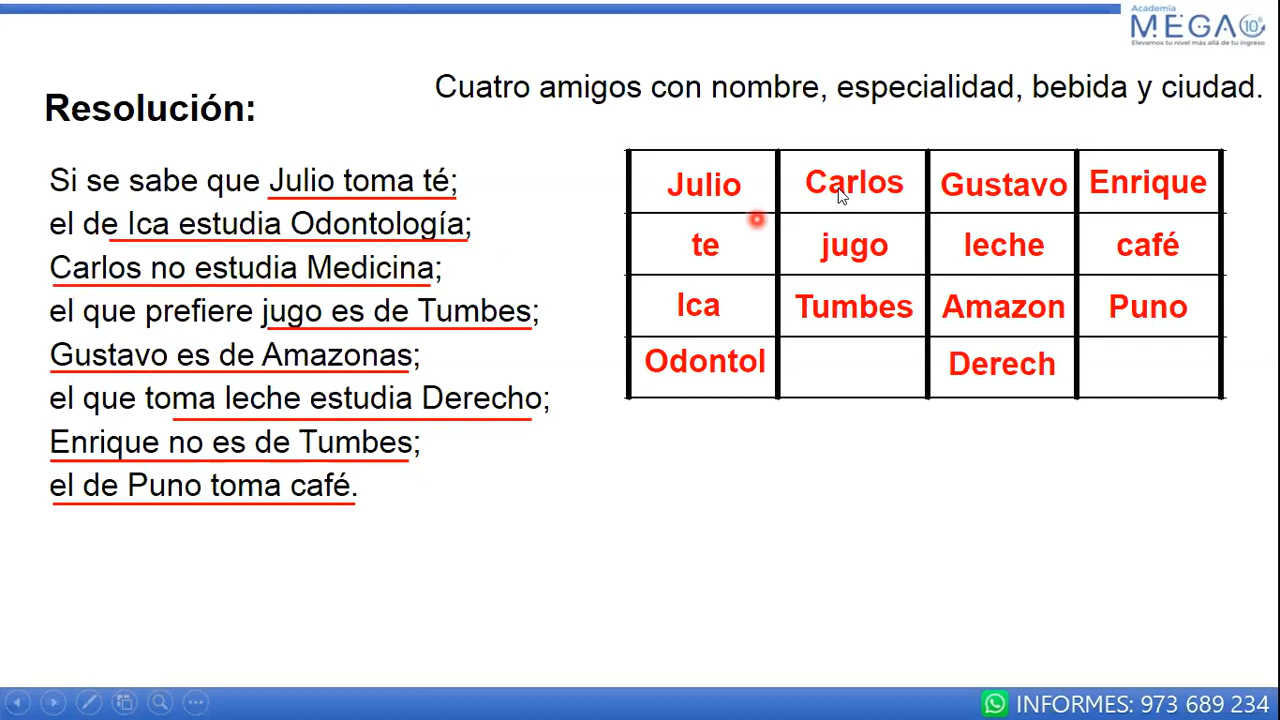 Academia
MEGA 10⁶
Elevamos tu nivel más allá de tu ingreso.
Cuatro amigos con nombre, especialidad, bebida y ciudad.
Resolución:
Si se sabe que Julio toma té;
el de Ica estudia Odontología;
Carlos no estudia Medicina;
el que prefiere jugo es de Tumbes;
Gustavo es de Amazonas;
el que toma leche estudia Derecho;
Enrique no es de Tumbes;
el de Puno toma café.
Julio Carlos Gustavo Enrique
te jugo leche café
Ica Tumbes Amazon Puno
Odontol Derech
INFORMES: 973 689 234